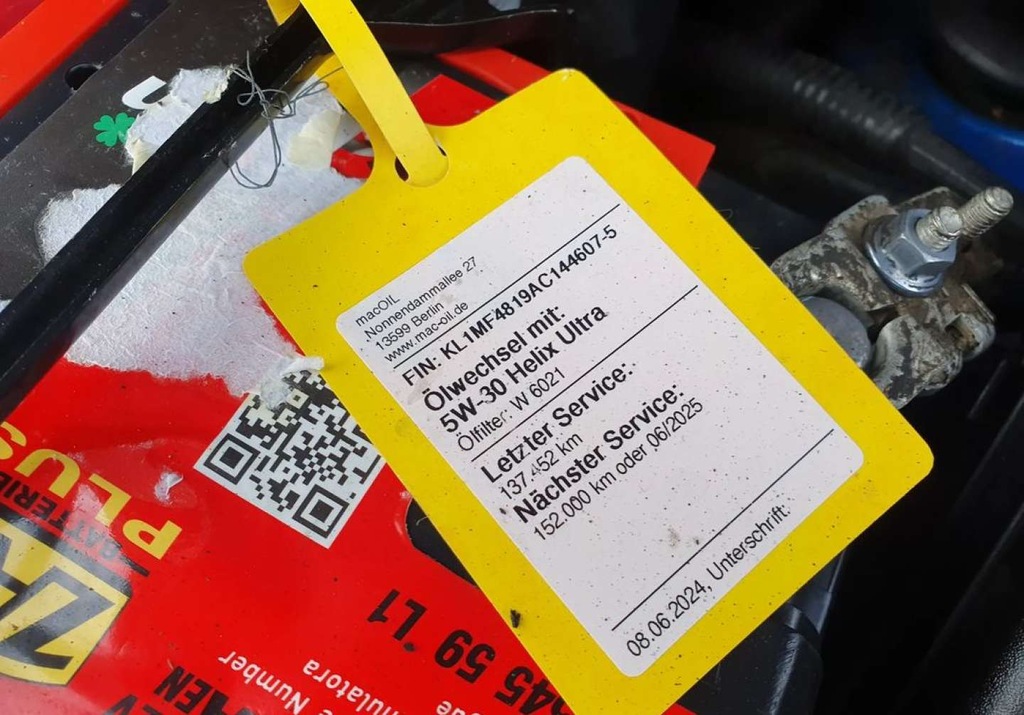 macOIL
Nonnendammallee 27
13599 Berlin
www.mac-oil.de
FIN: KL1MF4819AC144607-5
Ölwechsel mit:
5W-30 Helix Ultra
Ölfilter: W 6021
Letzter Service:
137.452 km
Nächster Service:
152.000 km oder 06/2025
08.06.2024, Unterschrift:
BATTERIE
PLUS
545 59 L1
Number